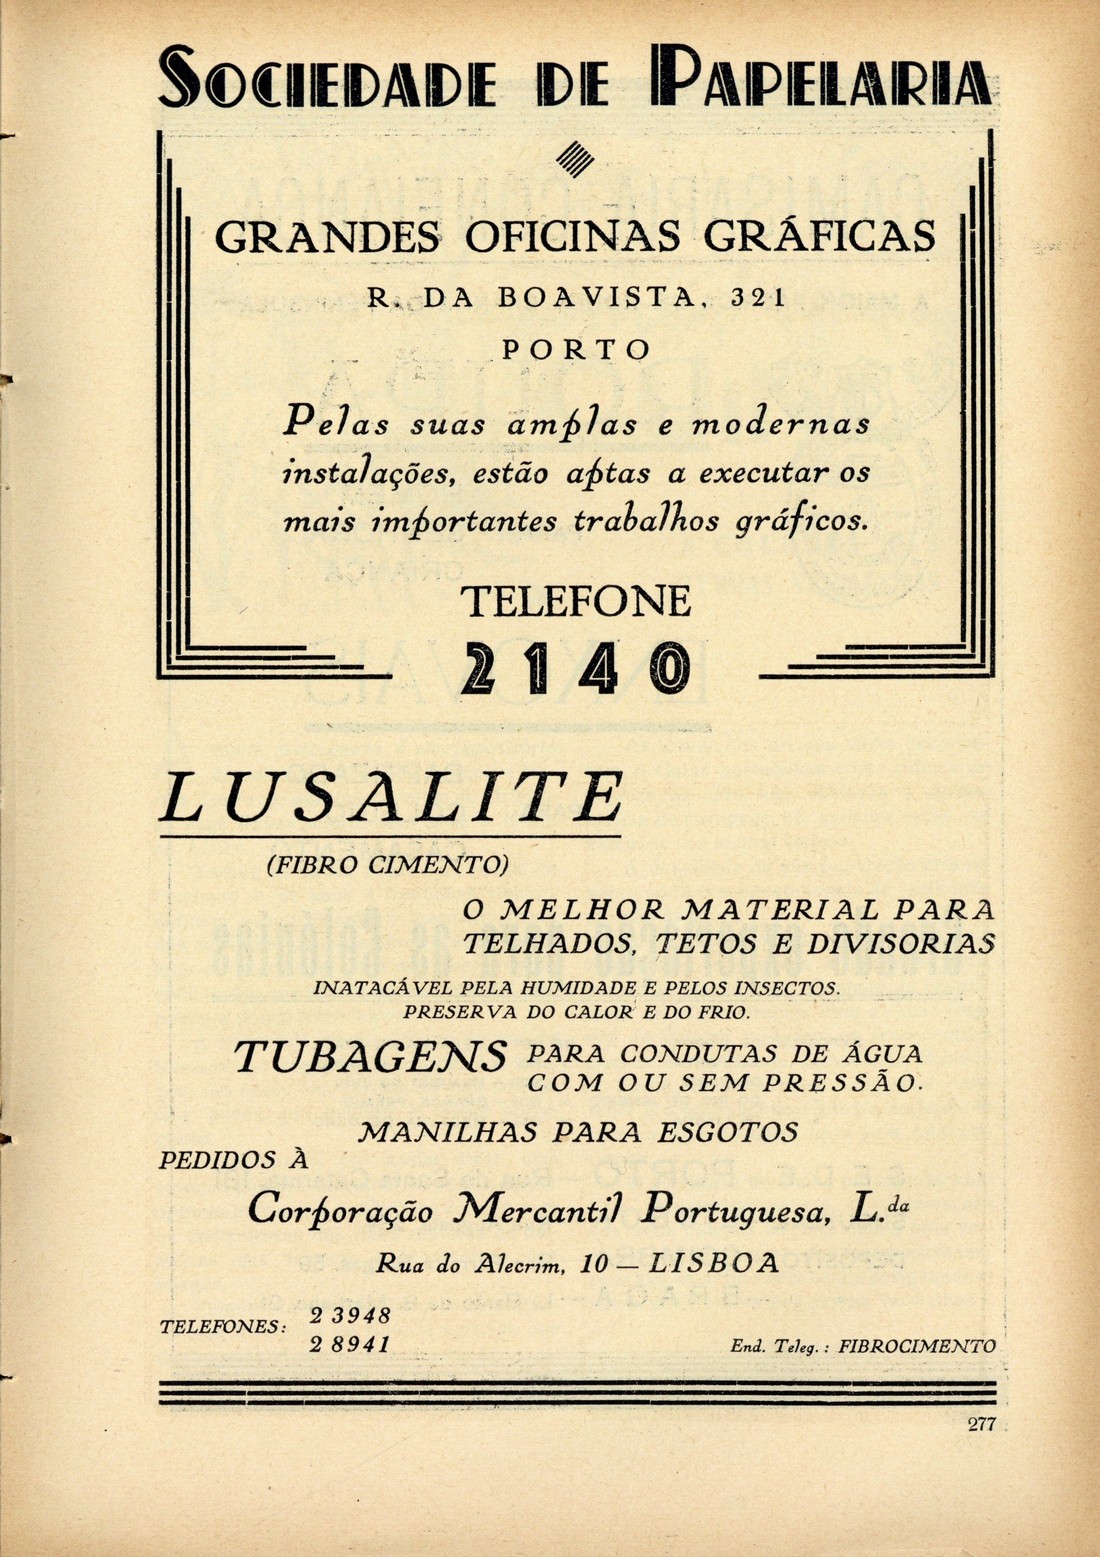 SOCIEDADE DE PAPELARIA
GRANDES OFICINAS GRÁFICAS
R. DA BOAVISTA, 321
PORTO
Pelas suas amplas e modernas
instalações, estão aptas a executar os
mais importantes trabalhos gráficos.
TELEFONE
2140
LUSALITE
(FIBRO CIMENTO)
O MELHOR MATERIAL PARA
TELHADOS, TETOS E DIVISORIAS
INATACÁVEL PELA HUMIDADE E PELOS INSECTOS.
PRESERVA DO CALOR E DO FRIO.
TUBAGENS PARA CONDUTAS DE ÁGUA
COM OU SEM PRESSÃO.
MANILHAS PARA ESGOTOS
PEDIDOS À
Corporação Mercantil Portuguesa, L.da
Rua do Alecrim, 10 — LISBOA
TELEFONES: 2 3948
2 8941
End. Teleg.: FIBROCIMENTO
277